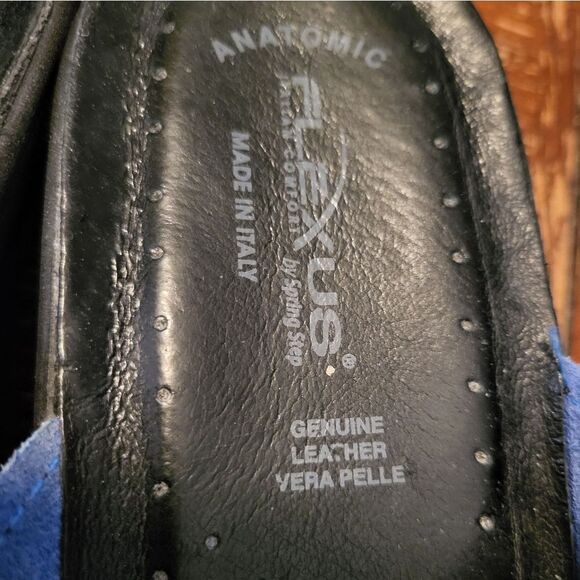 ANATOMIC
FLEXUS®
by Spring Step
MADE IN ITALY
GENUINE
LEATHER
VERA PELLE